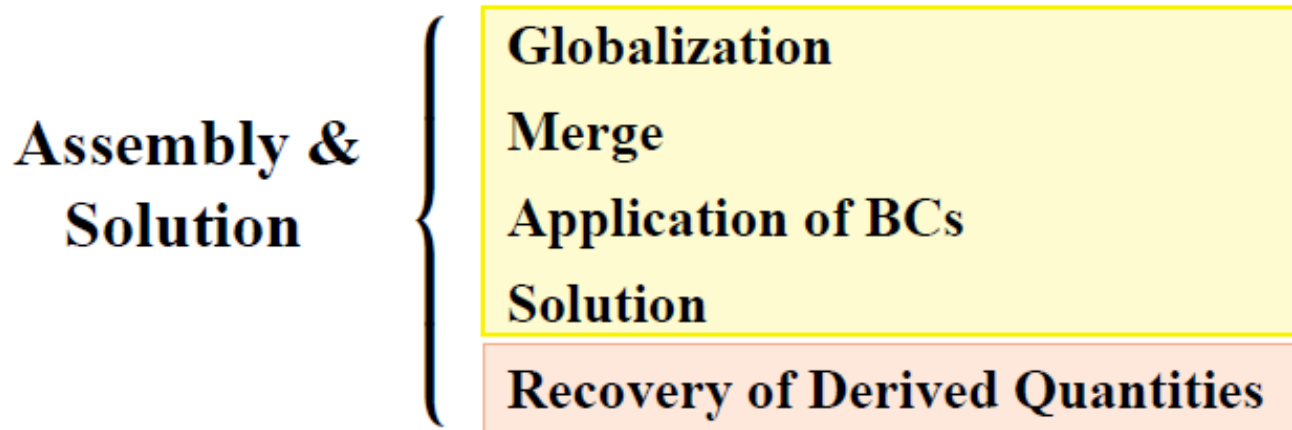 Assembly &
Solution
Globalization
Merge
Application of BCs
Solution
Recovery of Derived Quantities